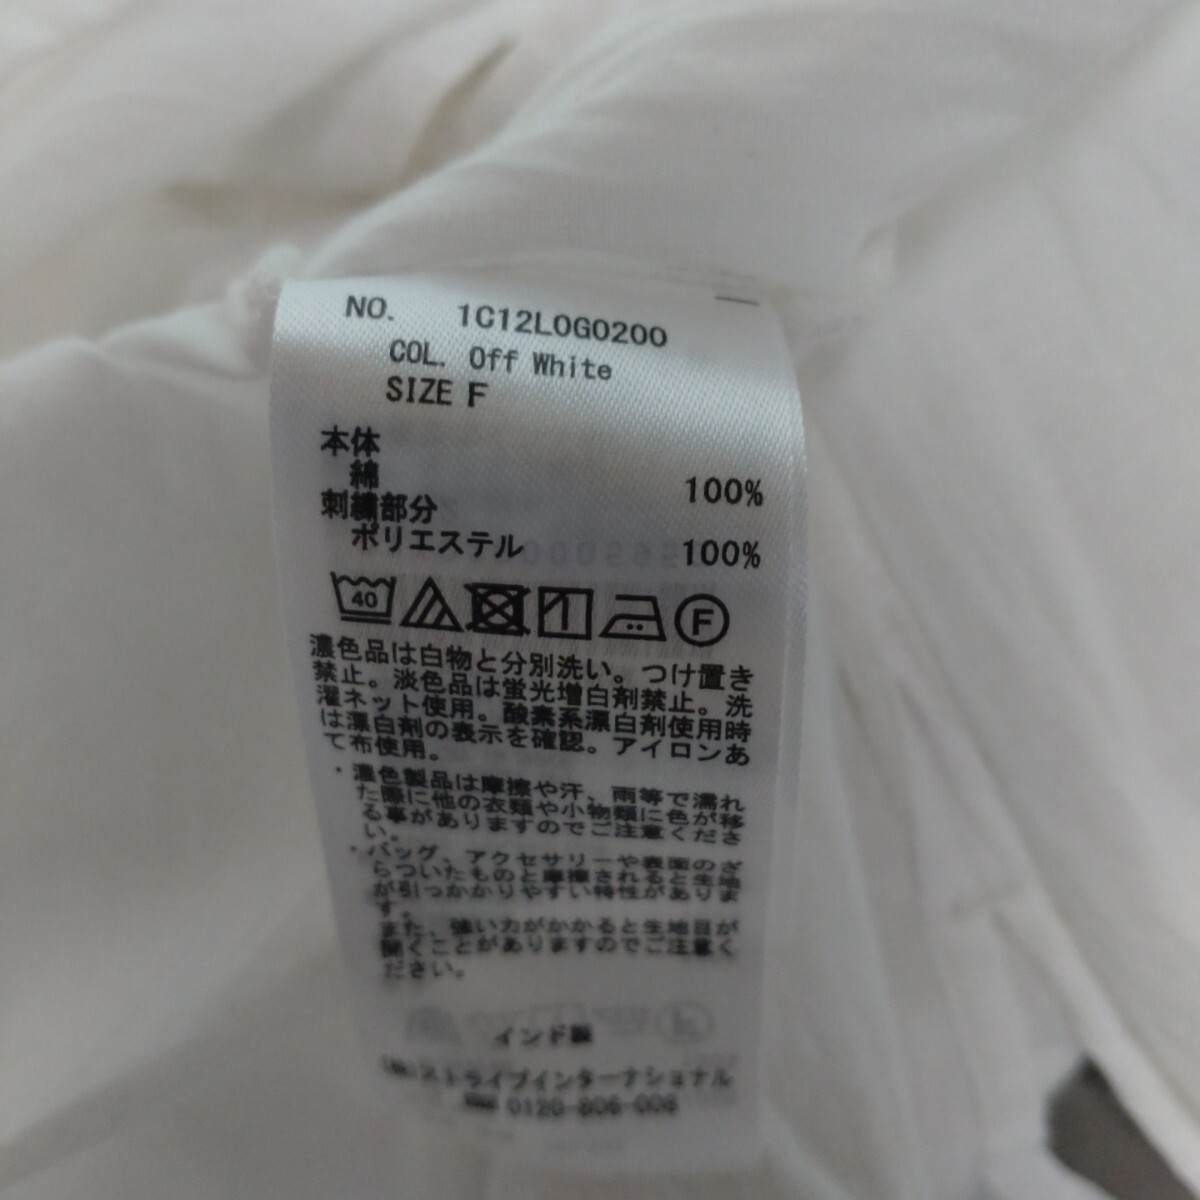 NO. 1C12L0G0200
COL. Off White
SIZE F
本体
綿 100%
刺繍部分
ポリエステル 100%
40
F
濃色品は白物と分別洗い。つけ置き
禁止。淡色品は蛍光増白剤禁止。洗
濯ネット使用。酸素系漂白剤使用時
は漂白剤の表示を確認。アイロンあ
て布使用。
・濃色製品は摩擦や汗、雨等で濡れ
た際に他の衣類や小物類に色が移
る事がありますのでご注意くださ
い。
・バッグ、アクセサリーや表面のざ
らついたものと摩擦されると生地
が引っかかりやすい特性がありま
す。
また、強い力がかかると生地目が
開くことがありますのでご注意く
ださい。
インド製
(株)ストライプインターナショナル
0120-806-008